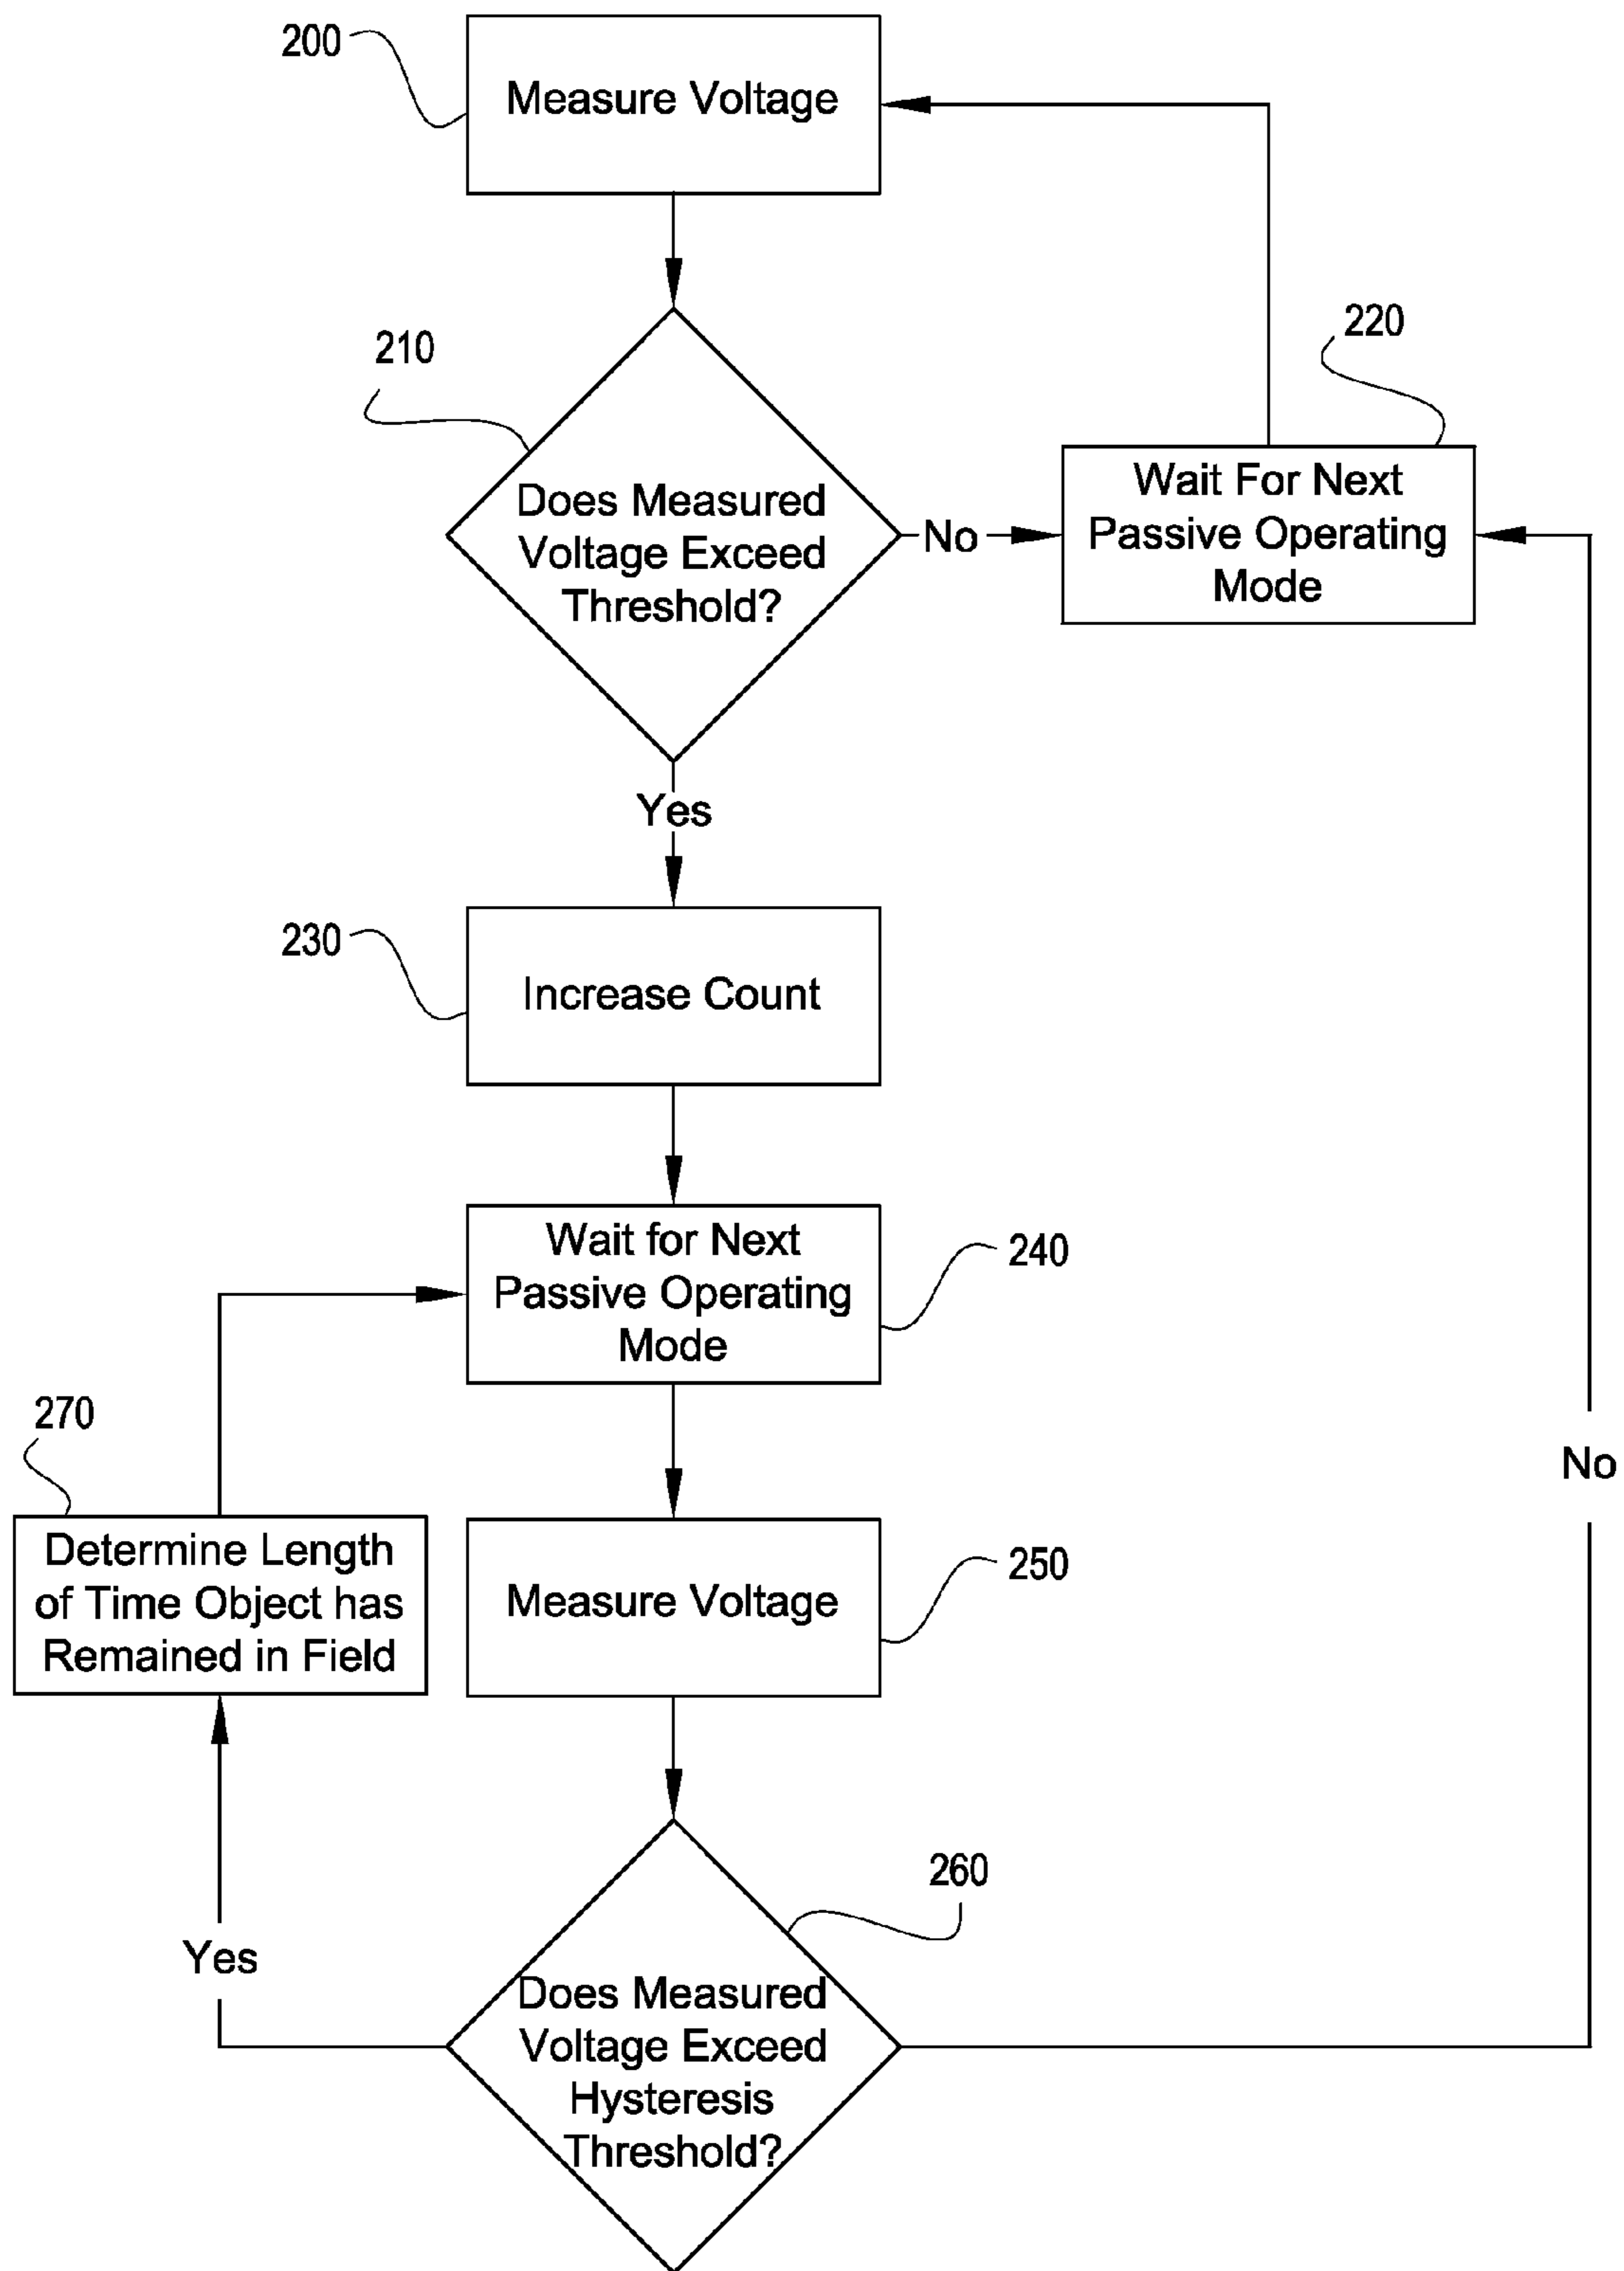 200
Measure Voltage
210
Does Measured
Voltage Exceed
Threshold?
No
220
Wait For Next
Passive Operating
Mode
Yes
230
Increase Count
Wait for Next
Passive Operating
Mode
240
270
Determine Length
of Time Object has
Remained in Field
Measure Voltage
250
No
260
Yes
Does Measured
Voltage Exceed
Hysteresis
Threshold?